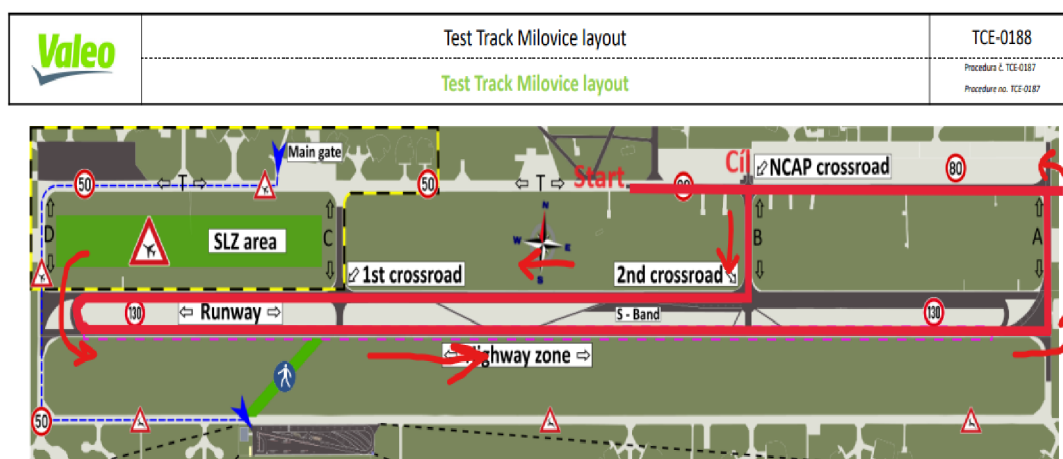 Valeo
Test Track Milovice layout
Test Track Milovice layout
TCE-0188
Procedura č. TCE-0187
Procedure no. TCE-0187
Main gate
50
T
50
T
Start
Cíl
NCAP crossroad
80
D
SLZ area
C
N
W
E
S
B
A
1st crossroad
2nd crossroad
130
Runway
S - Band
130
Highway zone
50